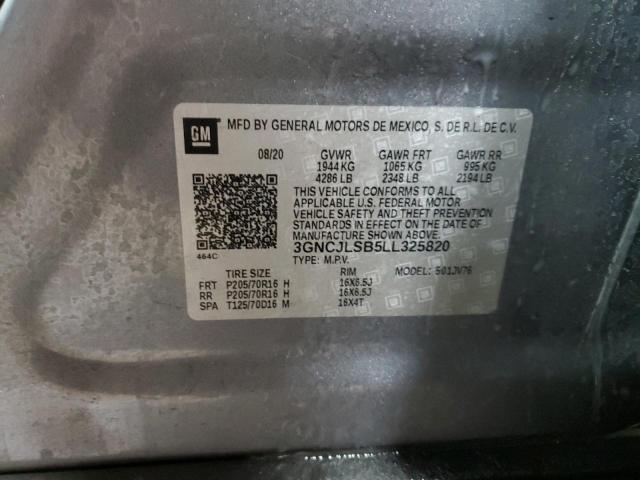 GM MFD BY GENERAL MOTORS DE MEXICO, S. DE R.L. DE C.V.
08/20 GVWR GAWR FRT GAWR RR
1944 KG 1065 KG 995 KG
4286 LB 2348 LB 2194 LB
THIS VEHICLE CONFORMS TO ALL
APPLICABLE U.S. FEDERAL MOTOR
VEHICLE SAFETY AND THEFT PREVENTION
STANDARDS IN EFFECT ON THE DATE OF
MANUFACTURE SHOWN ABOVE.
3GNCJLSB5LL325820
464C TYPE: M.P.V.
TIRE SIZE RIM MODEL: 501JV76
FRT P205/70R16 H 16X6.5J
RR P205/70R16 H 16X6.5J
SPA T125/70D16 M 16X4T